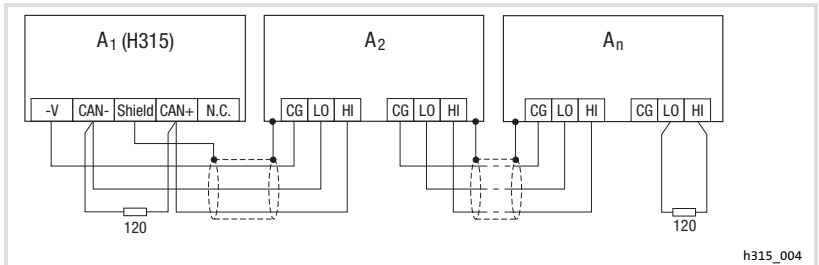 A1 (H315) A2 An
-V CAN- Shield CAN+ N.C. CG LO HI CG LO HI CG LO HI CG LO HI
120 120
h315_004